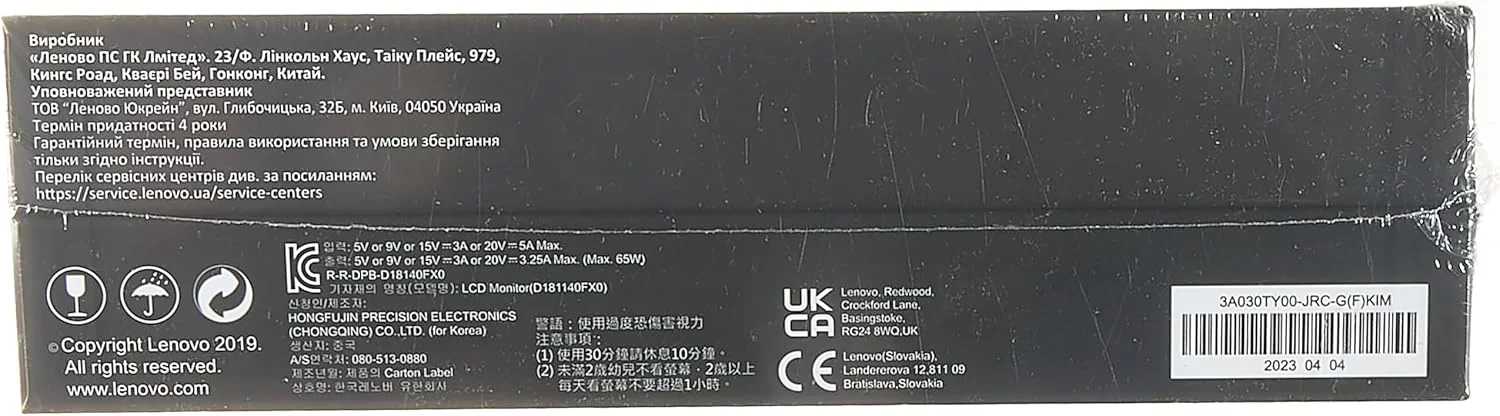 Виробник
«Леново ПС ГК Лмітед». 23/Ф. Лінкольн Хаус, Таіку Плейс, 979,
Кингс Роад, Кваєрі Бей, Гонконг, Китай.
Уповноважений представник
ТОВ "Леново Юкрейн", вул. Глибочицька, 32Б, м. Київ, 04050 Україна
Термін придатності 4 роки
Гарантійний термін, правила використання та умови зберігання
тільки згідно інструкції.
Перелік сервісних центрів див. за посиланням:
https://service.lenovo.ua/service-centers
© Copyright Lenovo 2019.
All rights reserved.
www.lenovo.com
입력: 5V or 9V or 15V⎓3A or 20V⎓5A Max.
출력: 5V or 9V or 15V⎓3A or 20V⎓3.25A Max. (Max. 65W)
R-R-DPB-D18140FX0
기자재의 명칭(모델명): LCD Monitor(D181140FX0)
신청인/제조자:
HONGFUJIN PRECISION ELECTRONICS
(CHONGQING) CO.,LTD. (for Korea)
생산지: 중국
A/S연락처: 080-513-0880
제조년월: 제품의 Carton Label
상호명: 한국레노버 유한회사
警語：使用過度恐傷害視力
注意事項：
(1) 使用30分鐘請休息10分鐘。
(2) 未滿2歲幼兒不看螢幕，2歲以上
每天看螢幕不要超過1小時。
UK
CA
Lenovo, Redwood,
Crockford Lane,
Basingstoke,
RG24 8WQ,UK
CE
Lenovo(Slovakia),
Landererova 12,811 09
Bratislava,Slovakia
3A030TY00-JRC-G(F)KIM
2023 04 04